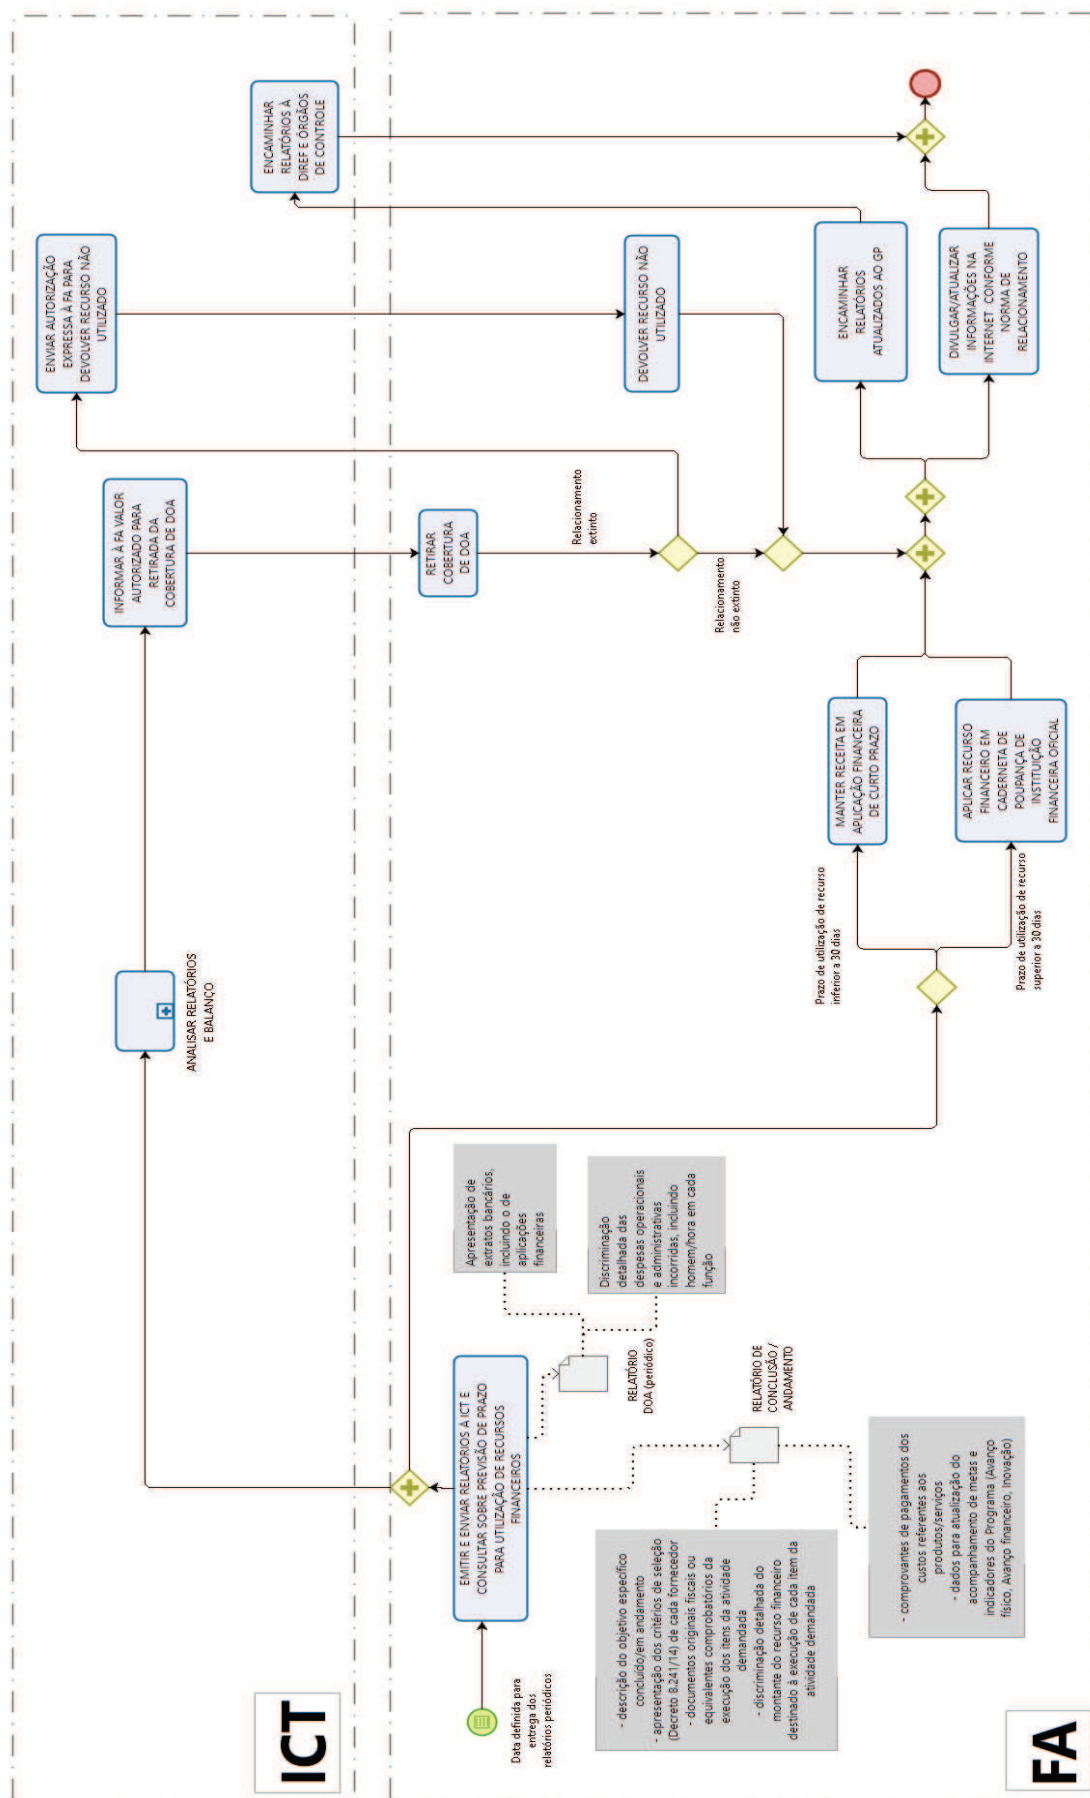 ICT
ANALISAR RELATÓRIOS
E BALANÇO
INFORMAR À FA VALOR
AUTORIZADO PARA
RETIRADA DA
COBERTURA DE DOA
ENVIAR AUTORIZAÇÃO
EXPRESSA À FA PARA
DEVOLVER RECURSO NÃO
UTILIZADO
ENCAMINHAR
RELATÓRIOS À
DIREF E ÓRGÃOS
DE CONTROLE
FA
Data definida para
entrega dos
relatórios periódicos
EMITIR E ENVIAR RELATÓRIOS À ICT E
CONSULTAR SOBRE PREVISÃO DE PRAZO
PARA UTILIZAÇÃO DE RECURSOS
FINANCEIROS
RELATÓRIO
DOA (periódico)
Apresentação de
extratos bancários,
incluindo o de
aplicações
financeiras
Discriminação
detalhada das
despesas operacionais
e administrativas
incorridas, incluindo
homem/hora em cada
função
RELATÓRIO DE
CONCLUSÃO /
ANDAMENTO
- descrição do objetivo específico
concluído/em andamento
- apresentação dos critérios de seleção
(Decreto 8.241/14) de cada fornecedor
- documentos originais fiscais ou
equivalentes comprobatórios da
execução dos itens da atividade
demandada
- discriminação detalhada do
montante do recurso financeiro
destinado à execução de cada item da
atividade demandada
- comprovantes de pagamentos dos
custos referentes aos
produtos/serviços
- dados para atualização do
acompanhamento de metas e
indicadores do Programa (Avanço
físico, Avanço financeiro, Inovação)
RETIRAR
COBERTURA
DE DOA
Relacionamento
extinto
Relacionamento
não extinto
DEVOLVER RECURSO NÃO
UTILIZADO
Prazo de utilização de recurso
inferior a 30 dias
MANTER RECEITA EM
APLICAÇÃO FINANCEIRA
DE CURTO PRAZO
Prazo de utilização de recurso
superior a 30 dias
APLICAR RECURSO
FINANCEIRO EM
CADERNETA DE
POUPANÇA DE
INSTITUIÇÃO
FINANCEIRA OFICIAL
ENCAMINHAR
RELATÓRIOS
ATUALIZADOS AO GP
DIVULGAR/ATUALIZAR
INFORMAÇÕES NA
INTERNET CONFORME
NORMA DE
RELACIONAMENTO